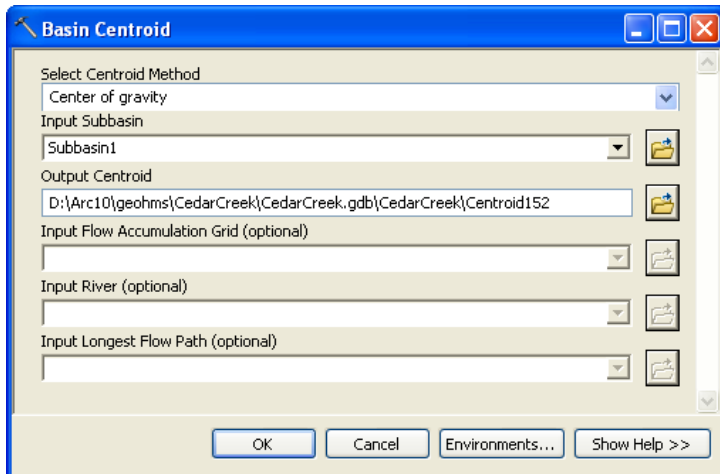 Basin Centroid
Select Centroid Method
Center of gravity
Input Subbasin
Subbasin1
Output Centroid
D:\Arc10\geohms\CedarCreek\CedarCreek.gdb\CedarCreek\Centroid152
Input Flow Accumulation Grid (optional)
Input River (optional)
Input Longest Flow Path (optional)
OK Cancel Environments... Show Help >>